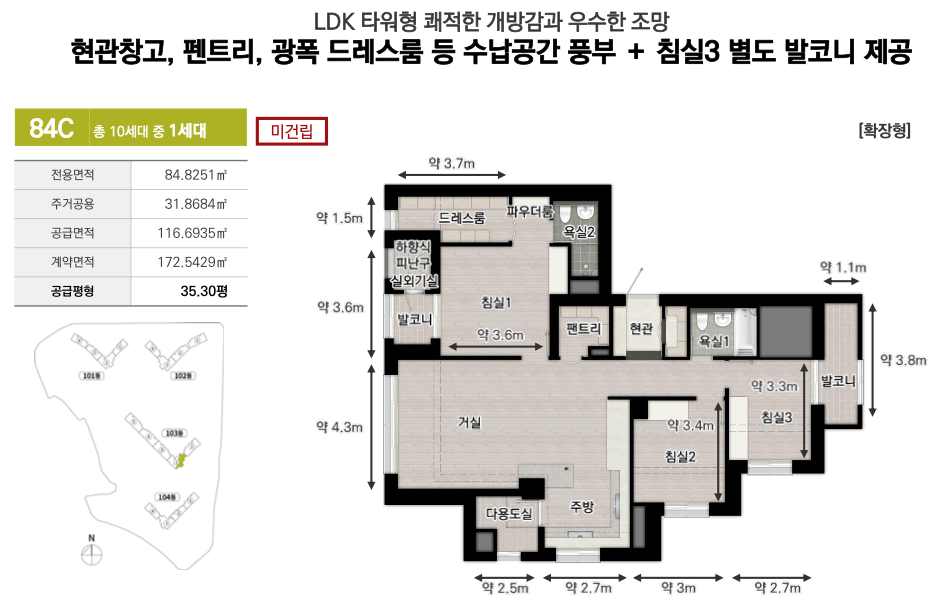 LDK 타워형 쾌적한 개방감과 우수한 조망
현관창고, 펜트리, 광폭 드레스룸 등 수납공간 풍부 + 침실3 별도 발코니 제공
84C 총 10세대 중 1세대
미건립
[확장형]
전용면적 84.8251㎡
주거공용 31.8684㎡
공급면적 116.6935㎡
계약면적 172.5429㎡
공급평형 35.30평
101동
102동
103동
104동
N
약 3.7m
약 1.5m
드레스룸
파우더룸
욕실2
하향식
피난구
실외기실
약 3.6m
발코니
침실1
약 3.6m
팬트리
현관
욕실1
약 1.1m
약 3.8m
발코니
약 3.3m
침실3
약 4.3m
거실
약 3.4m
침실2
다용도실
주방
약 2.5m
약 2.7m
약 3m
약 2.7m